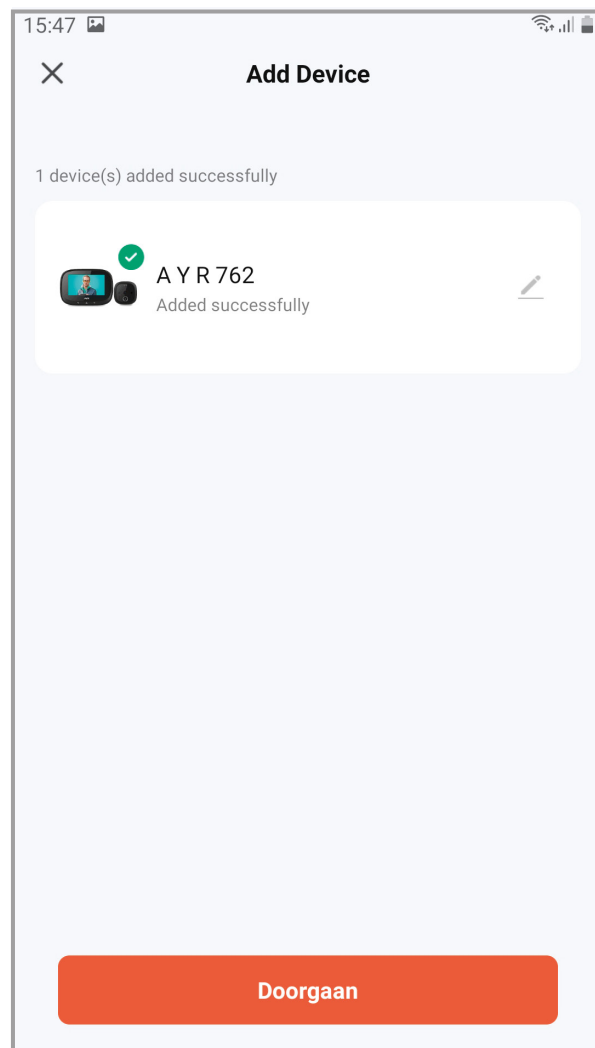 15:47
Add Device
1 device(s) added successfully
A Y R 762
Added successfully
Doorgaan